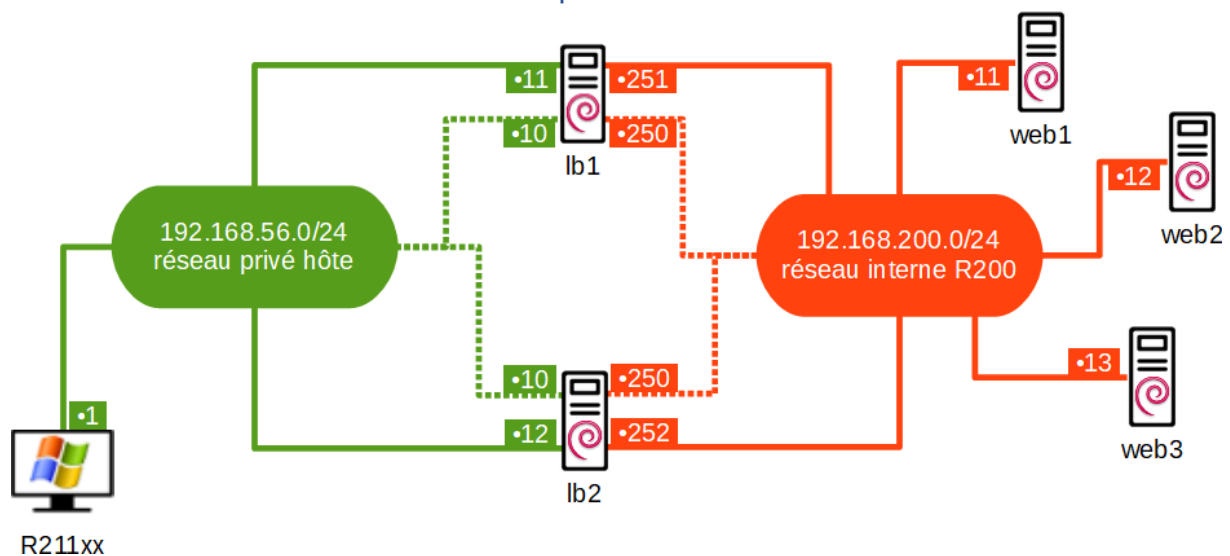 •11
•10
•251
•250
lb1
•11
web1
•12
web2
192.168.56.0/24
réseau privé hôte
192.168.200.0/24
réseau interne R200
•10
•12
•250
•252
lb2
•13
web3
•1
R211xx